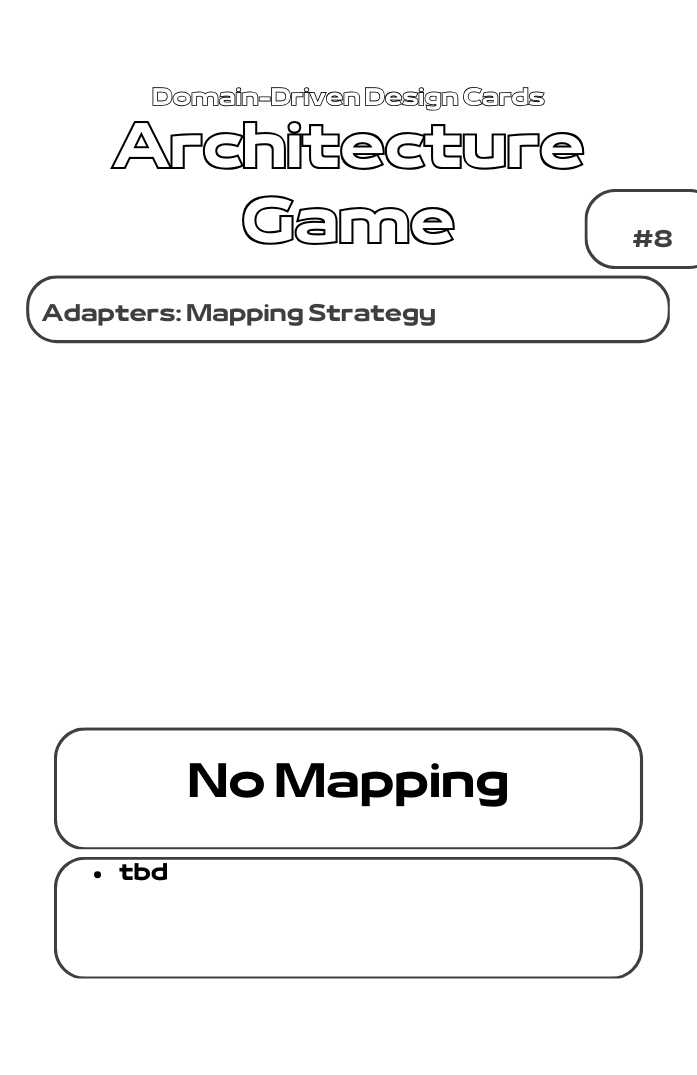 Domain-Driven Design Cards
Architecture
Game
#8
Adapters: Mapping Strategy
No Mapping
• tbd